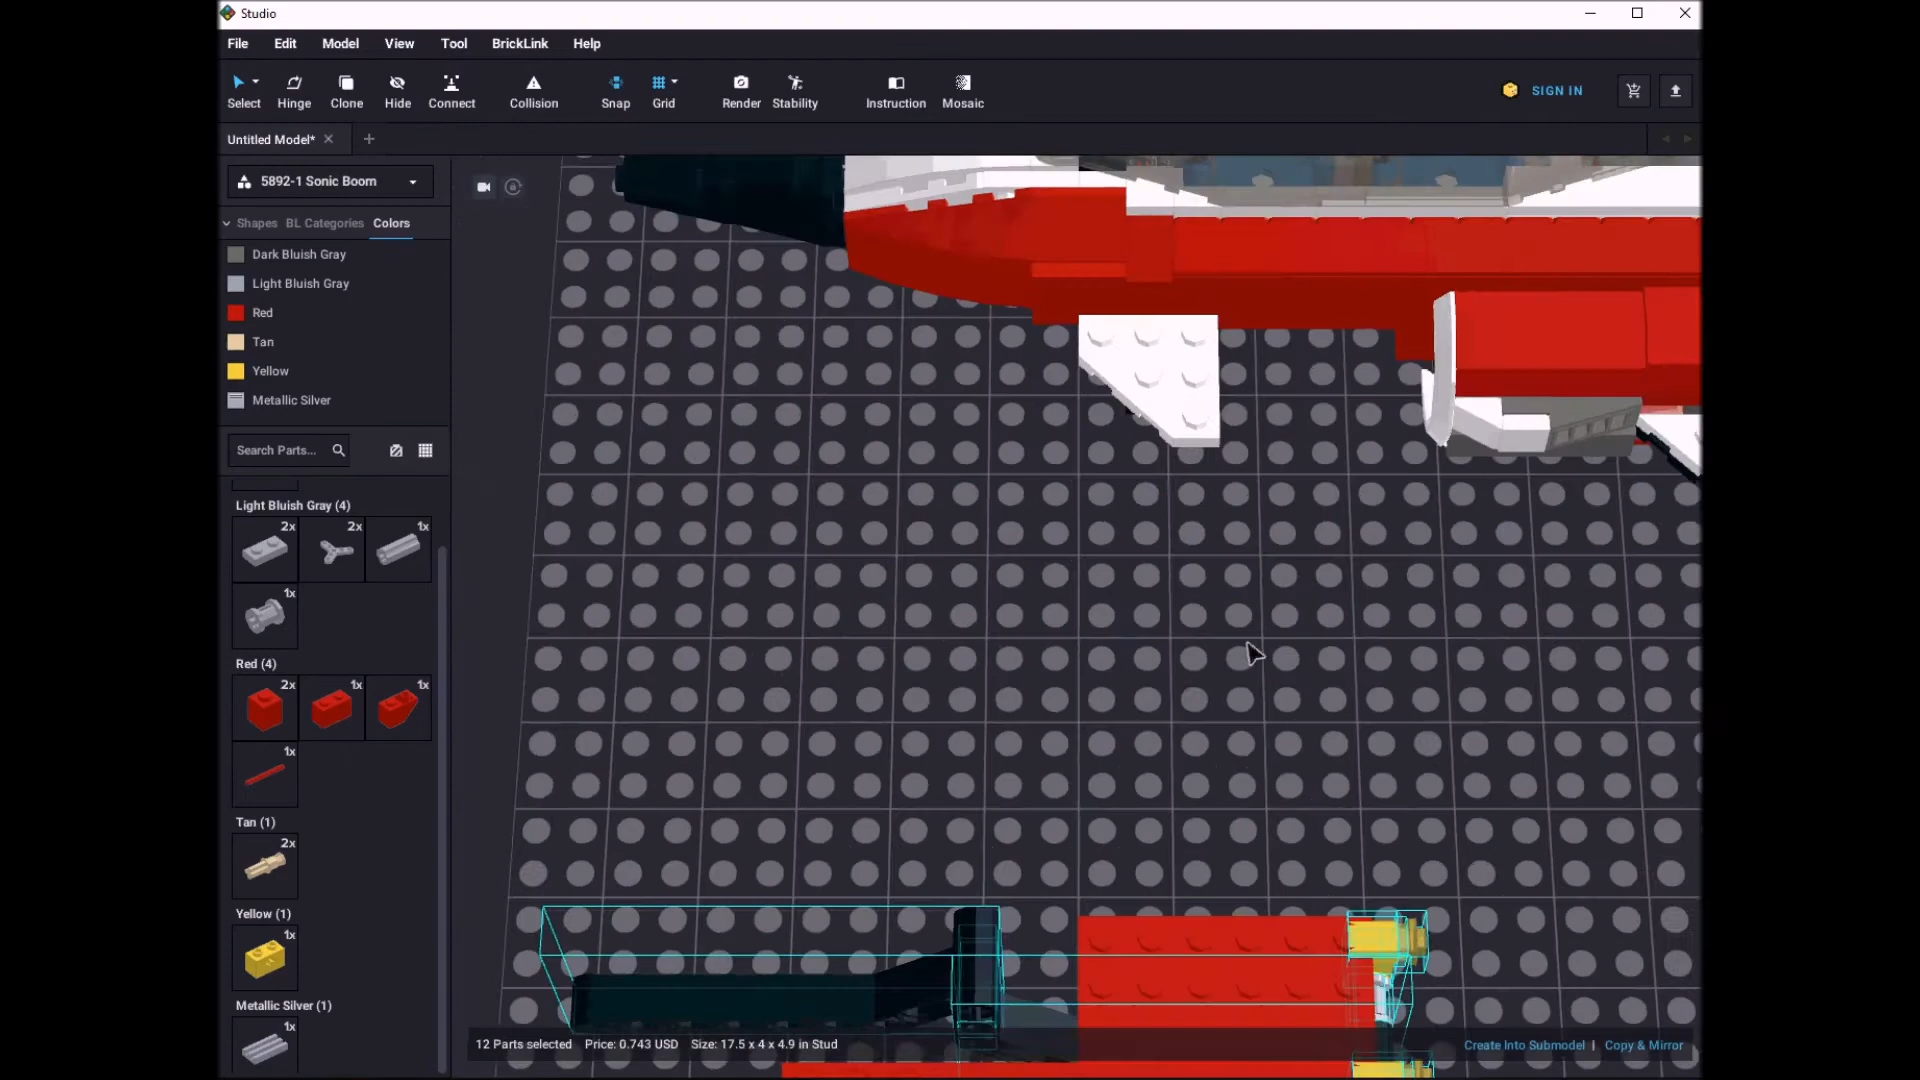 Studio
File Edit Model View Tool BrickLink Help
Select Hinge Clone Hide Connect Collision Snap Grid Render Stability Instruction Mosaic SIGN IN
Untitled Model*
5892-1 Sonic Boom
Shapes BL Categories Colors
Dark Bluish Gray
Light Bluish Gray
Red
Tan
Yellow
Metallic Silver
Search Parts...
Light Bluish Gray (4)
2x 2x 1x
1x
Red (4)
2x 1x 1x
1x
Tan (1)
2x
Yellow (1)
1x
Metallic Silver (1)
1x
12 Parts selected Price: 0.743 USD Size: 17.5 x 4 x 4.9 in Stud Create Into Submodel | Copy & Mirror